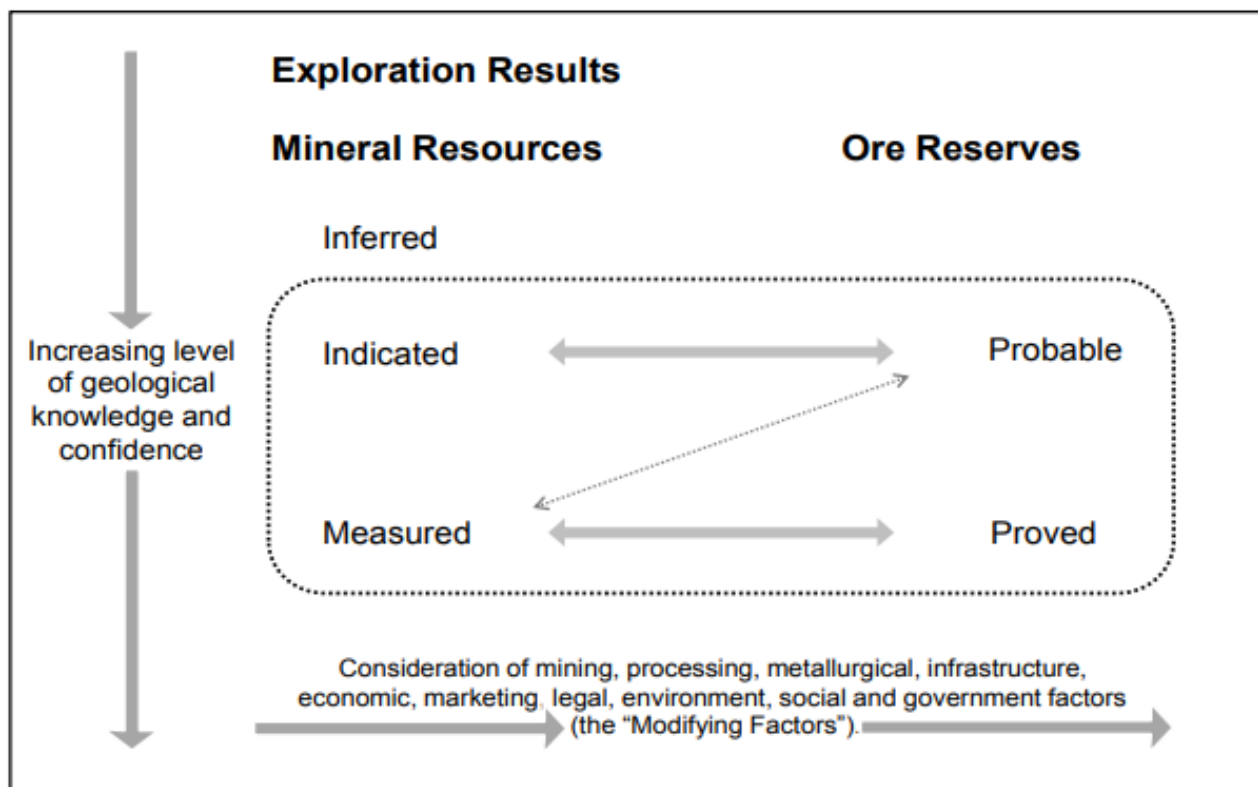 Exploration Results
Mineral Resources
Ore Reserves
Inferred
Increasing level
of geological
knowledge and
confidence
Indicated
Probable
Measured
Proved
Consideration of mining, processing, metallurgical, infrastructure,
economic, marketing, legal, environment, social and government factors
(the “Modifying Factors”).